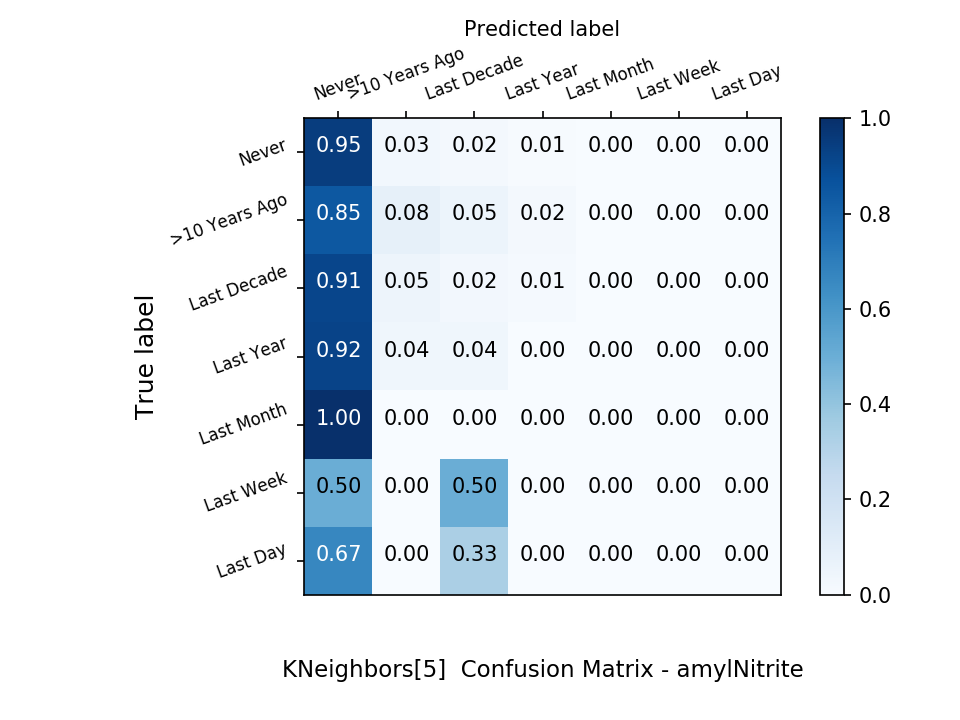 Predicted label
Never >10 Years Ago Last Decade Last Year Last Month Last Week Last Day
Never 0.95 0.03 0.02 0.01 0.00 0.00 0.00
>10 Years Ago 0.85 0.08 0.05 0.02 0.00 0.00 0.00
Last Decade 0.91 0.05 0.02 0.01 0.00 0.00 0.00
Last Year 0.92 0.04 0.04 0.00 0.00 0.00 0.00
Last Month 1.00 0.00 0.00 0.00 0.00 0.00 0.00
Last Week 0.50 0.00 0.50 0.00 0.00 0.00 0.00
Last Day 0.67 0.00 0.33 0.00 0.00 0.00 0.00
True label
1.0
0.8
0.6
0.4
0.2
0.0
KNeighbors[5]  Confusion Matrix - amylNitrite